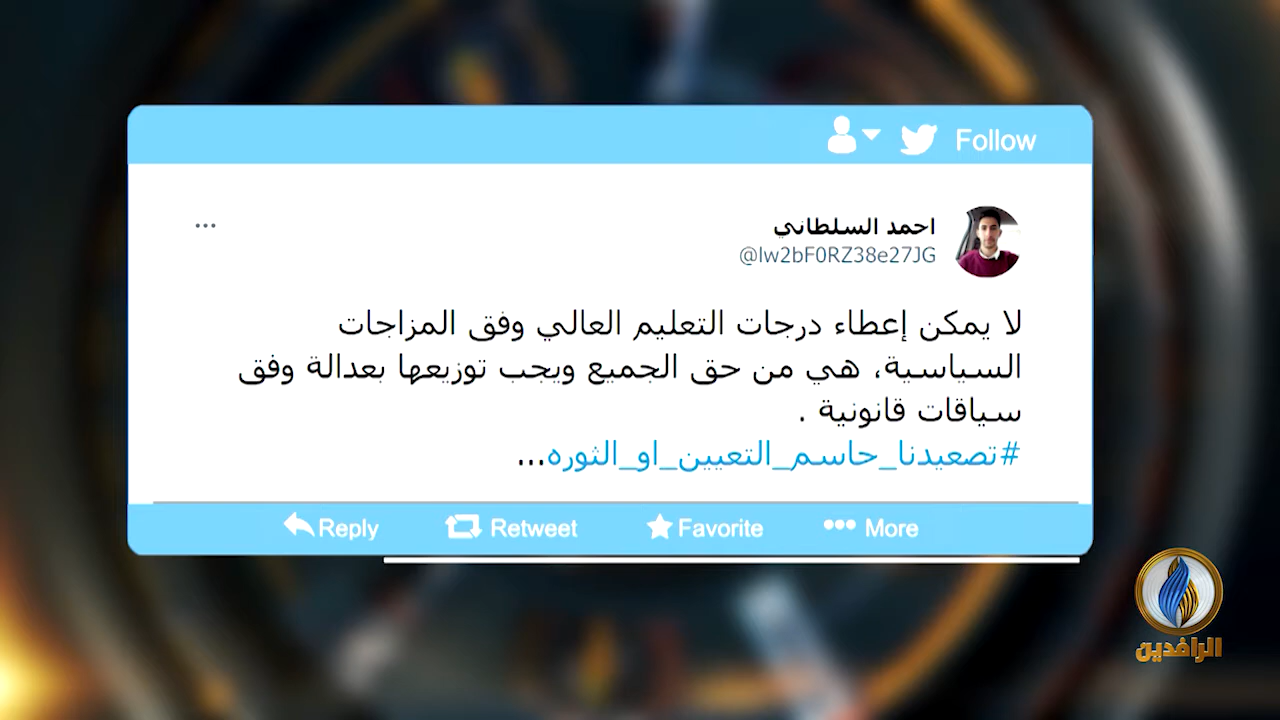 Follow
احمد السلطاني
@lw2bF0RZ38e27JG
لا يمكن إعطاء درجات التعليم العالي وفق المزاجات
السياسية، هي من حق الجميع ويجب توزيعها بعدالة وفق
سياقات قانونية .
#تصعيدنا_حاسم_التعيين_او_الثوره...
Reply Retweet Favorite More
الرافدين